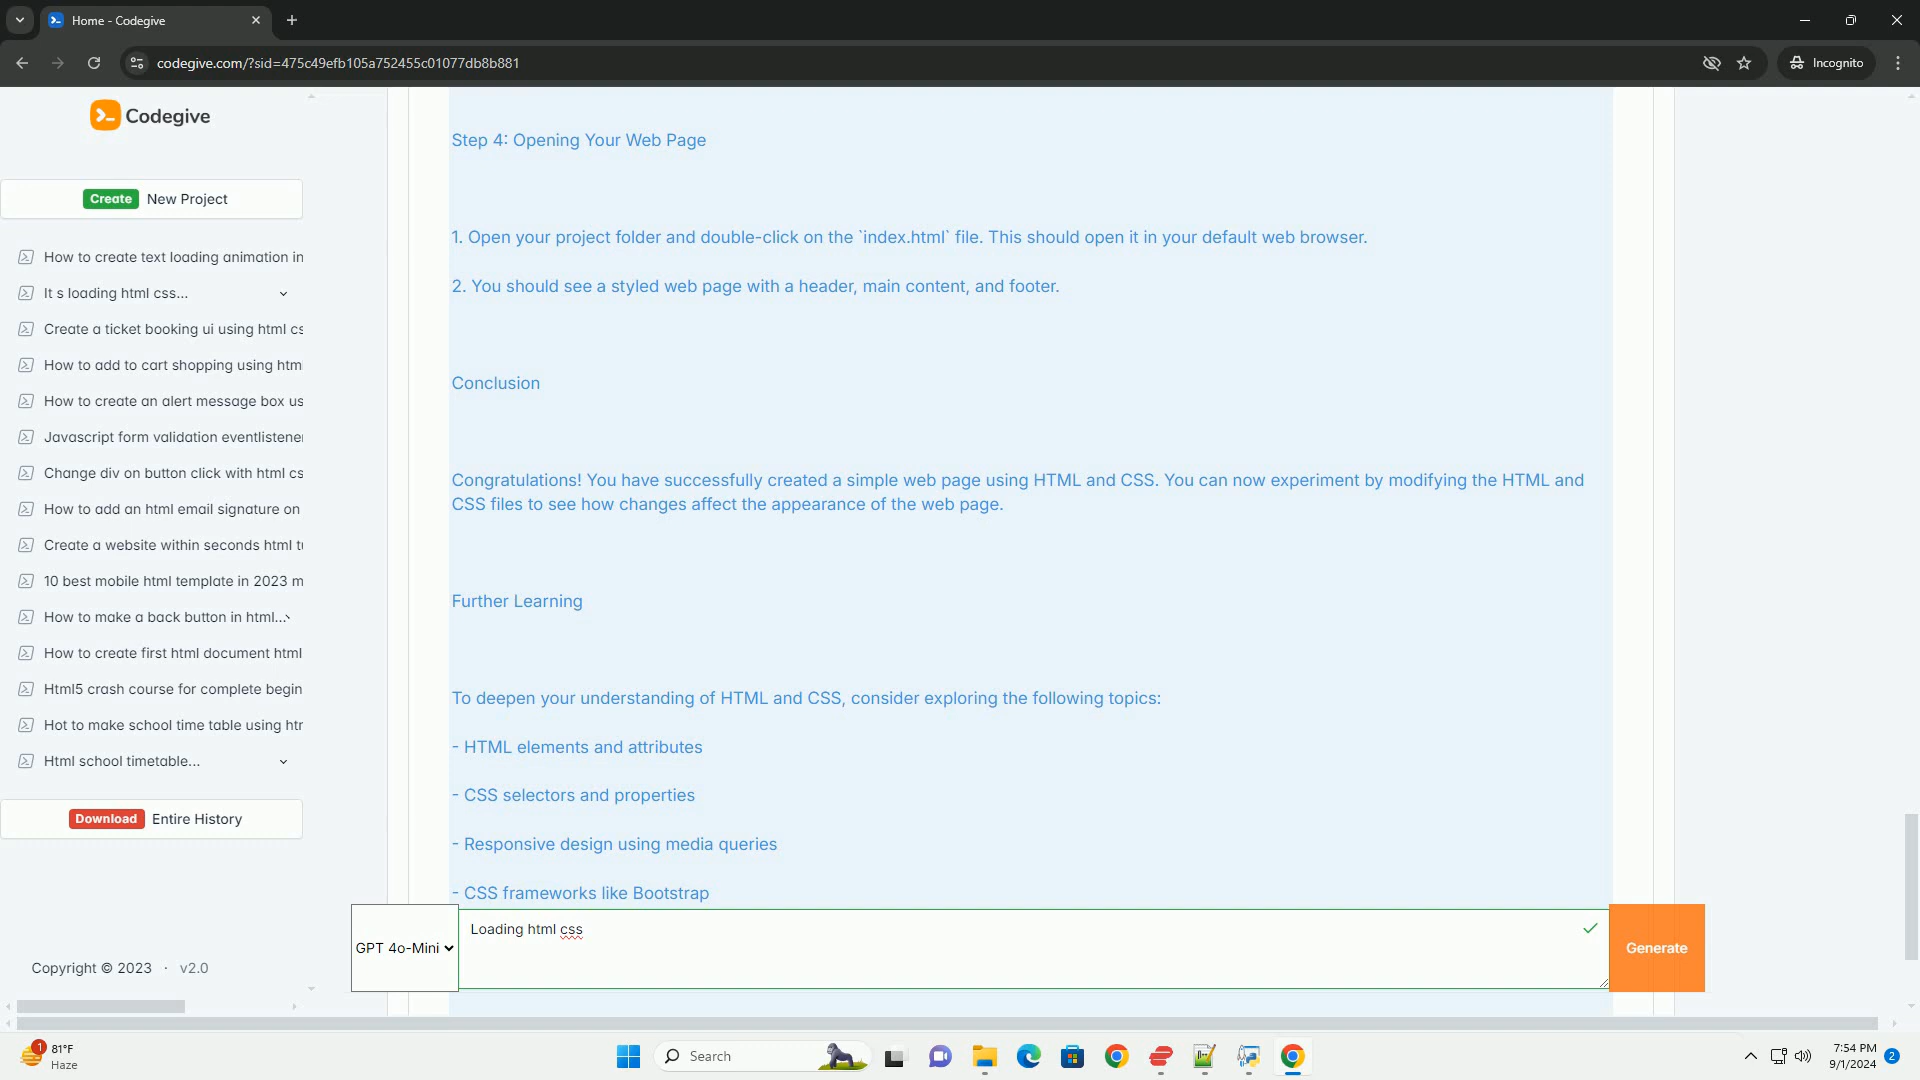 Home - Codegive
codegive.com/?sid=475c49efb105a752455c01077db8b881
Incognito
Codegive
Create New Project
How to create text loading animation in
It s loading html css...
Create a ticket booking ui using html cs
How to add to cart shopping using htm
How to create an alert message box us
Javascript form validation eventlistener
Change div on button click with html cs
How to add an html email signature on
Create a website within seconds html tu
10 best mobile html template in 2023 m
How to make a back button in html...
How to create first html document html
Html5 crash course for complete begin
Hot to make school time table using htm
Html school timetable...
Download Entire History
Copyright © 2023 · v2.0
Step 4: Opening Your Web Page
1. Open your project folder and double-click on the `index.html` file. This should open it in your default web browser.
2. You should see a styled web page with a header, main content, and footer.
Conclusion
Congratulations! You have successfully created a simple web page using HTML and CSS. You can now experiment by modifying the HTML and
CSS files to see how changes affect the appearance of the web page.
Further Learning
To deepen your understanding of HTML and CSS, consider exploring the following topics:
- HTML elements and attributes
- CSS selectors and properties
- Responsive design using media queries
- CSS frameworks like Bootstrap
GPT 4o-Mini
Loading html css
Generate
1
81°F
Haze
Search
7:54 PM
9/1/2024
2